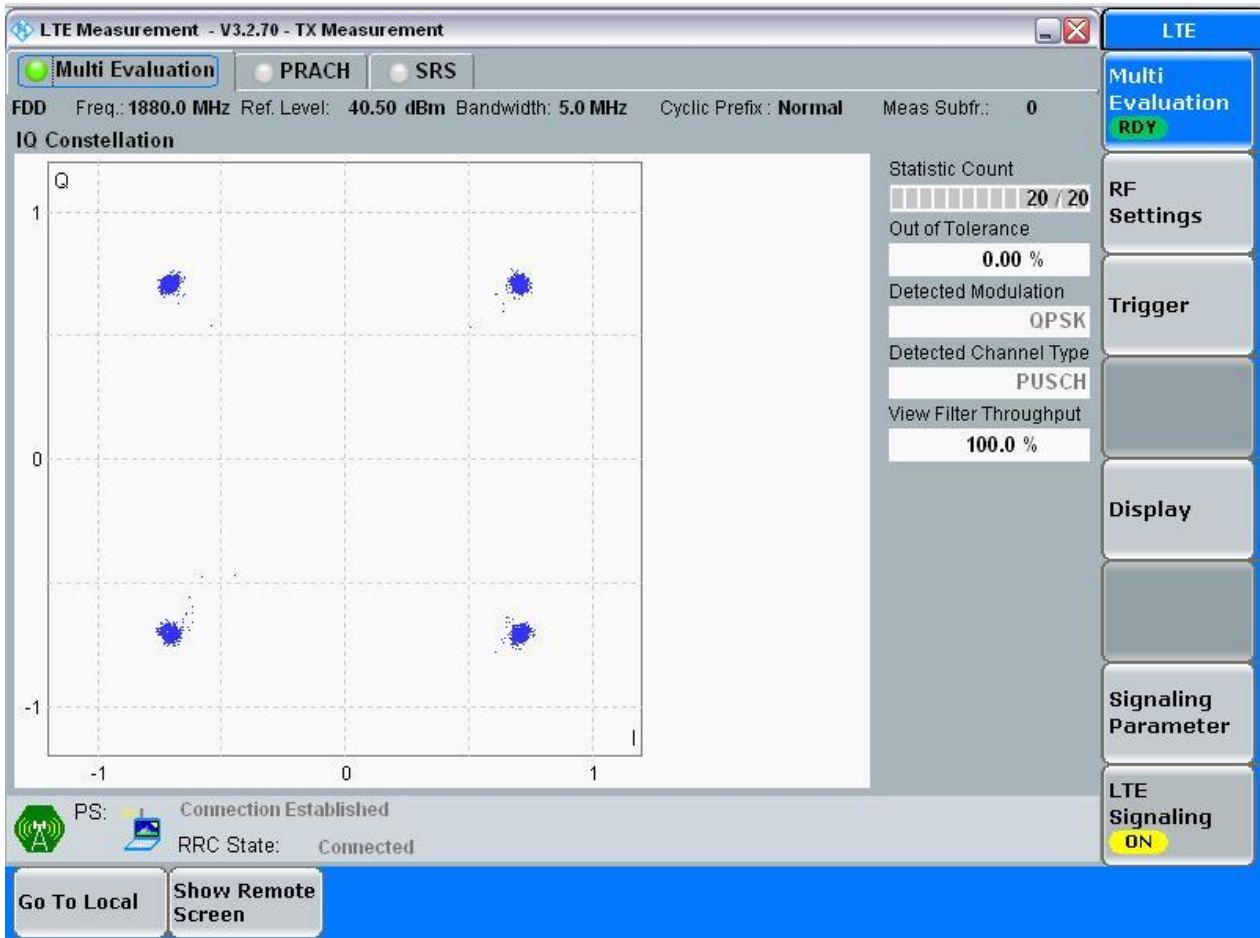 LTE Measurement - V3.2.70 - TX Measurement
LTE
Multi Evaluation PRACH SRS
FDD Freq.: 1880.0 MHz Ref. Level: 40.50 dBm Bandwidth: 5.0 MHz Cyclic Prefix : Normal Meas Subfr.: 0
IQ Constellation
Q
1
0
-1
-1 0 1
I
Statistic Count
20 / 20
Out of Tolerance
0.00 %
Detected Modulation
QPSK
Detected Channel Type
PUSCH
View Filter Throughput
100.0 %
Multi
Evaluation
RDY
RF
Settings
Trigger
Display
Signaling
Parameter
LTE
Signaling
ON
PS: Connection Established
RRC State: Connected
Go To Local
Show Remote
Screen